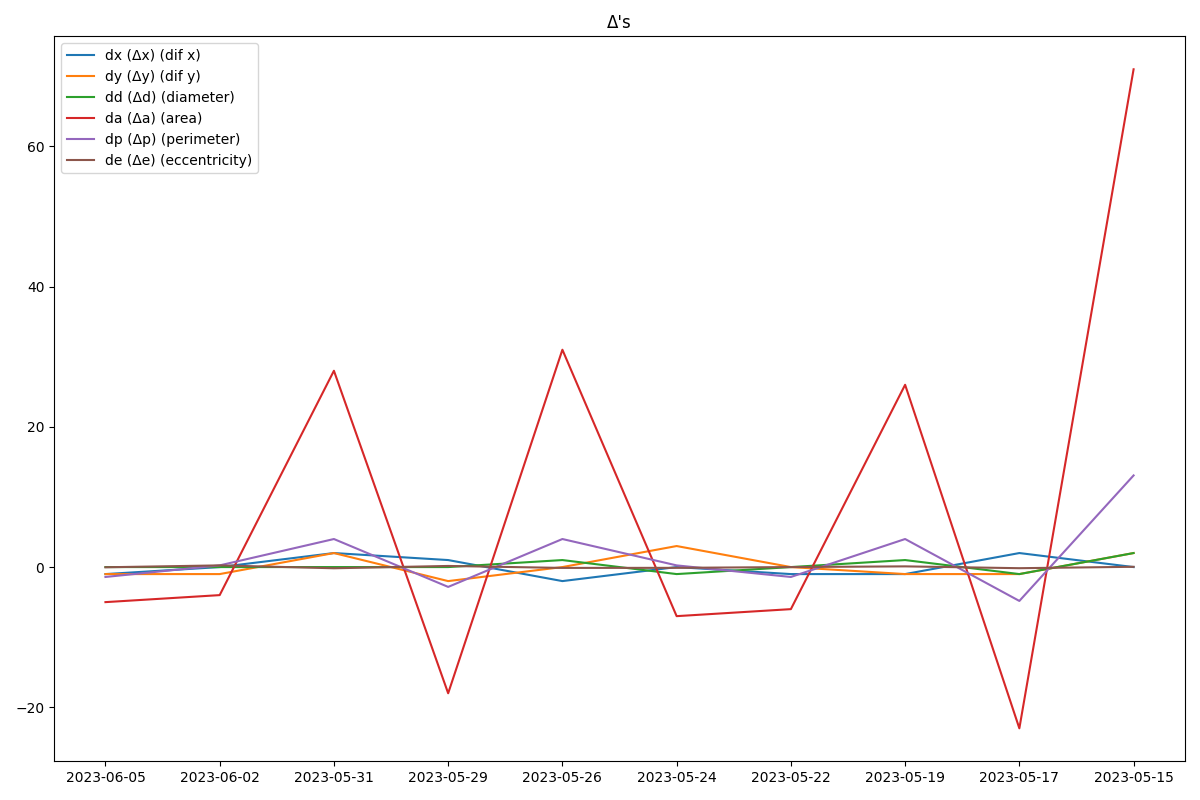 Δ's
dx (Δx) (dif x)
dy (Δy) (dif y)
dd (Δd) (diameter)
da (Δa) (area)
dp (Δp) (perimeter)
de (Δe) (eccentricity)
60
40
20
0
−20
2023-06-05 2023-06-02 2023-05-31 2023-05-29 2023-05-26 2023-05-24 2023-05-22 2023-05-19 2023-05-17 2023-05-15